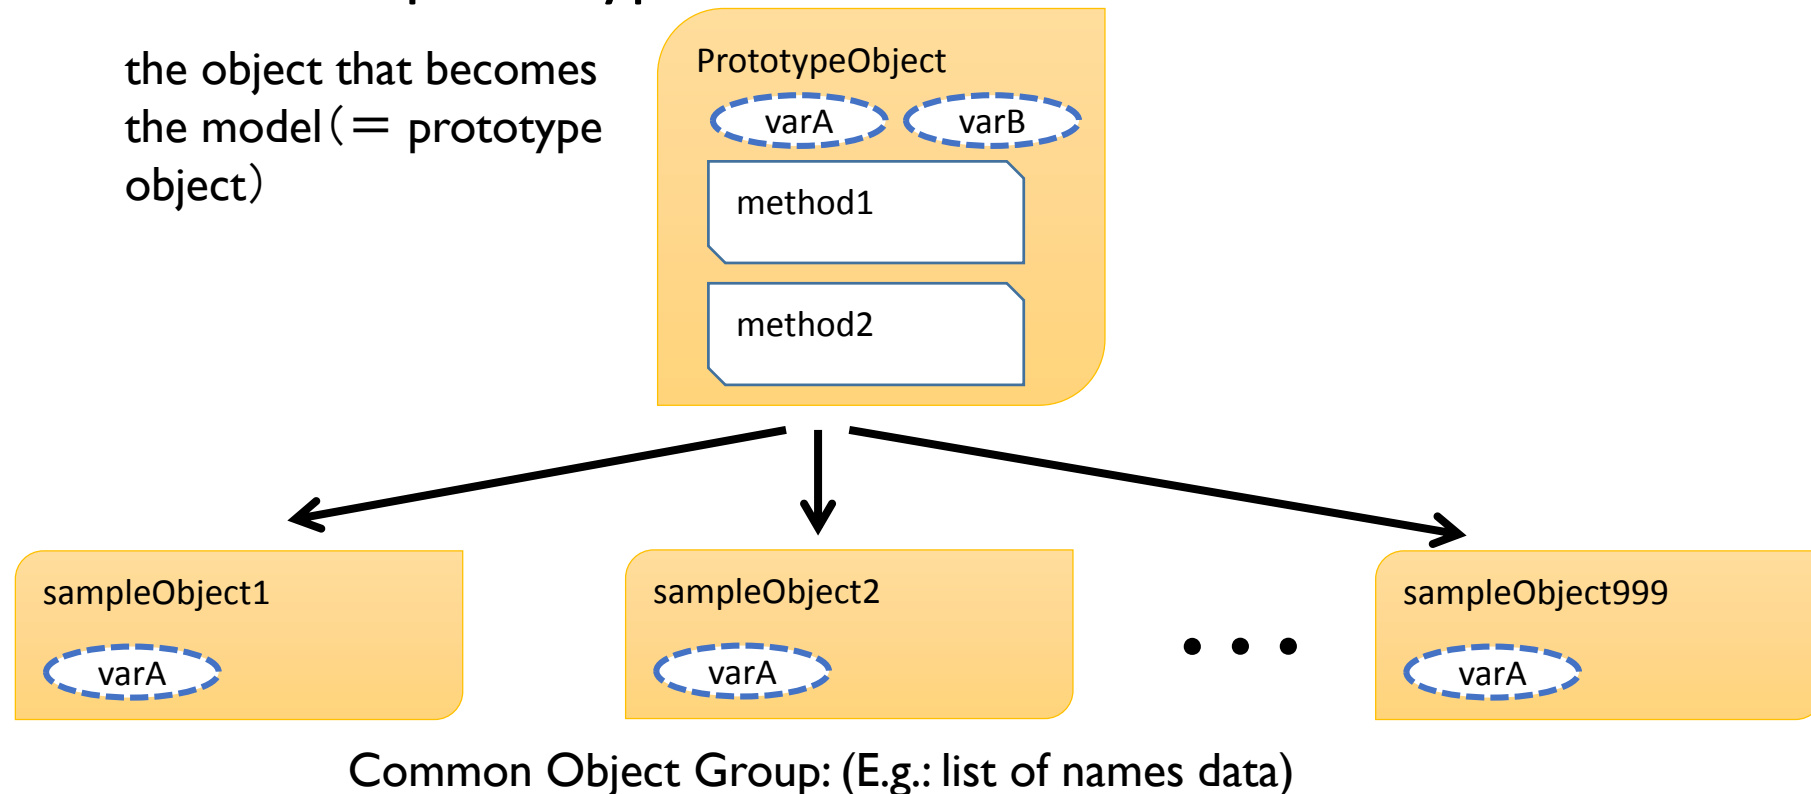 the object that becomes
the model（＝ prototype
object）
PrototypeObject
varA varB
method1
method2
sampleObject1 sampleObject2 sampleObject999
varA varA • • • varA
Common Object Group: (E.g.: list of names data)